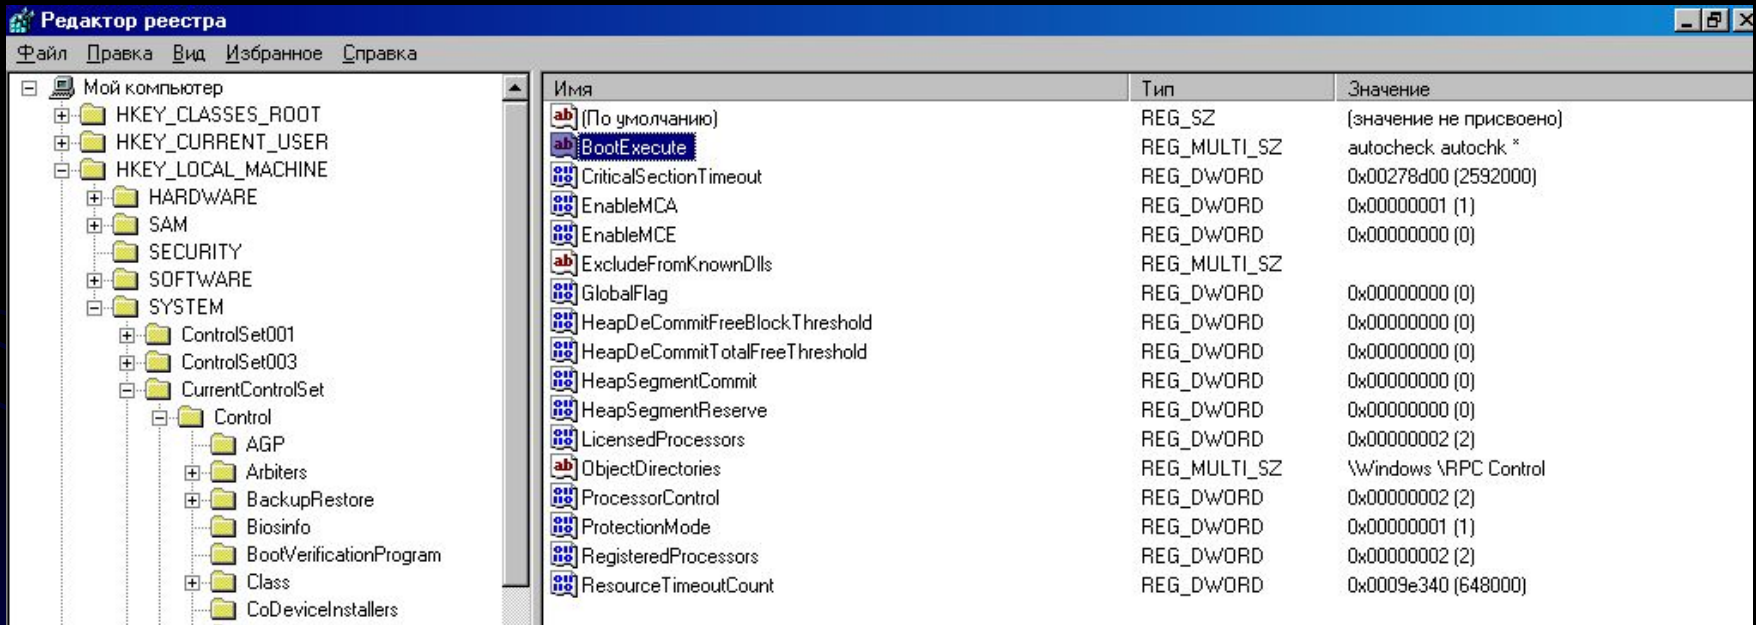 Редактор реестра
Файл Правка Вид Избранное Справка
Мой компьютер
HKEY_CLASSES_ROOT
HKEY_CURRENT_USER
HKEY_LOCAL_MACHINE
HARDWARE
SAM
SECURITY
SOFTWARE
SYSTEM
ControlSet001
ControlSet003
CurrentControlSet
Control
AGP
Arbiters
BackupRestore
Biosinfo
BootVerificationProgram
Class
CoDeviceInstallers
Имя Тип Значение
(По умолчанию) REG_SZ (значение не присвоено)
BootExecute REG_MULTI_SZ autocheck autochk *
CriticalSectionTimeout REG_DWORD 0x00278d00 (2592000)
EnableMCA REG_DWORD 0x00000001 (1)
EnableMCE REG_DWORD 0x00000000 (0)
ExcludeFromKnownDlls REG_MULTI_SZ
GlobalFlag REG_DWORD 0x00000000 (0)
HeapDeCommitFreeBlockThreshold REG_DWORD 0x00000000 (0)
HeapDeCommitTotalFreeThreshold REG_DWORD 0x00000000 (0)
HeapSegmentCommit REG_DWORD 0x00000000 (0)
HeapSegmentReserve REG_DWORD 0x00000000 (0)
LicensedProcessors REG_DWORD 0x00000002 (2)
ObjectDirectories REG_MULTI_SZ \Windows \RPC Control
ProcessorControl REG_DWORD 0x00000002 (2)
ProtectionMode REG_DWORD 0x00000001 (1)
RegisteredProcessors REG_DWORD 0x00000002 (2)
ResourceTimeoutCount REG_DWORD 0x0009e340 (648000)